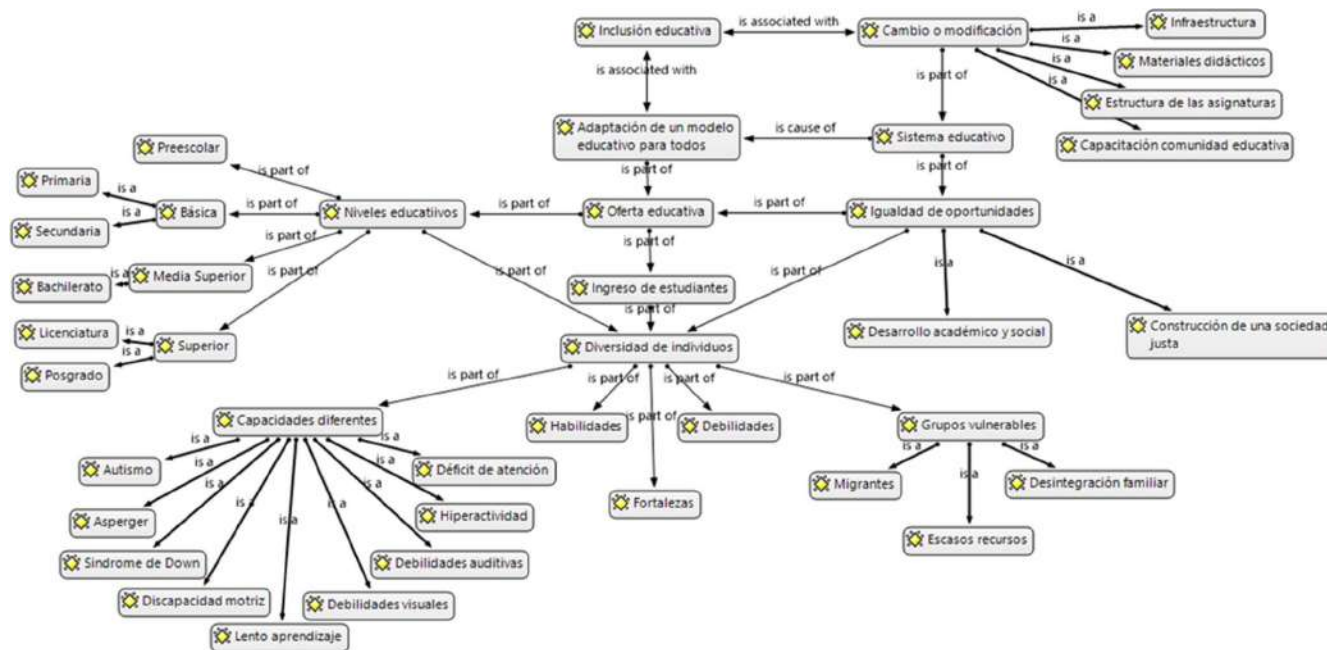 Inclusión educativa
is associated with
Cambio o modificación
is a
Infraestructura
is a
Materiales didácticos
is a
Estructura de las asignaturas
is a
Capacitación comunidad educativa
is associated with
is part of
Adaptación de un modelo
educativo para todos
is cause of
Sistema educativo
Preescolar
is part of
is part of
is part of
Primaria
is a
Básica
is part of
Niveles educatiivos
is part of
Oferta educativa
is part of
Igualdad de oportunidades
is a
Secundaria
is part of
Media Superior
is a
Bachilerato
is part of
is part of
is part of
is part of
is a
is a
Ingreso de estudiantes
is part of
Licenciatura
is a
Superior
is a
Posgrado
Diversidad de individuos
Desarrollo académico y social
Construcción de una sociedad
justa
is part of
is part of
is part of
is part of
is part of
Capacidades diferentes
Habilidades
Debilidades
Fortalezas
Grupos vulnerables
is a
is a
is a
is a
is a
is a
is a
is a
is a
is a
is a
is a
Autismo
Déficit de atención
Migrantes
Desintegración familiar
Asperger
Hiperactividad
Escasos recursos
Sindrome de Down
Debilidades auditivas
Discapacidad motriz
Debilidades visuales
Lento aprendizaje